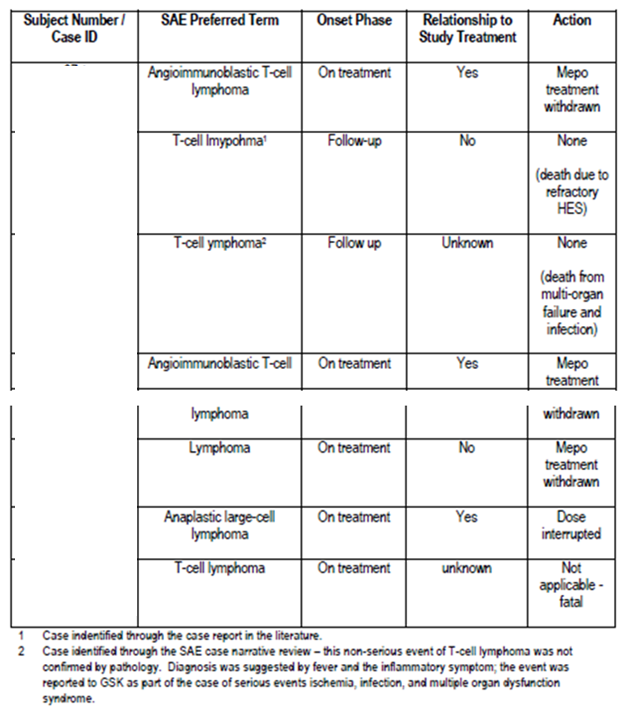 Subject Number / SAE Preferred Term Onset Phase Relationship to Action
Case ID Study Treatment
Angioimmunoblastic T-cell On treatment Yes Mepo
lymphoma treatment
withdrawn
T-cell lmypohma¹ Follow-up No None
(death due to
refractory
HES)
T-cell ymphoma² Follow up Unknown None
(death from
multi-organ
failure and
infection)
Angioimmunoblastic T-cell On treatment Yes Mepo
treatment
lymphoma withdrawn
Lymphoma On treatment No Mepo
treatment
withdrawn
Anaplastic large-cell On treatment Yes Dose
lymphoma interrupted
T-cell lymphoma On treatment unknown Not
applicable -
fatal
1 Case indentified through the case report in the literature.
2 Case identified through the SAE case narrative review – this non-serious event of T-cell lymphoma was not
confirmed by pathology. Diagnosis was suggested by fever and the inflammatory symptom; the event was
reported to GSK as part of the case of serious events ischemia, infection, and multiple organ dysfunction
syndrome.